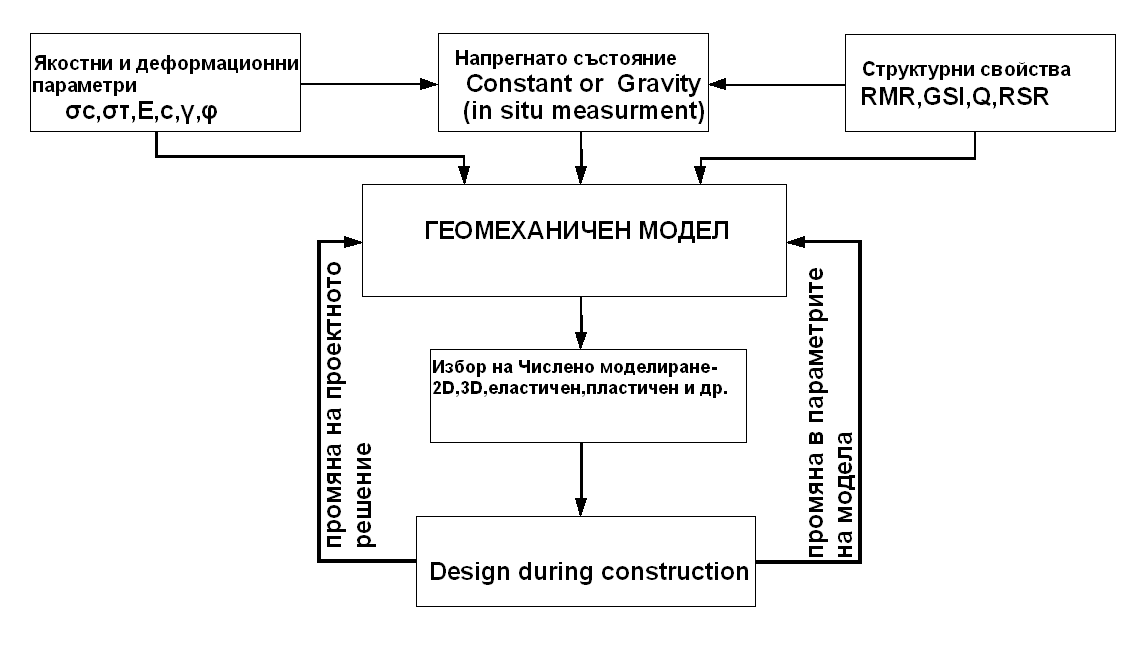 Якостни и деформационни
параметри
σс,στ,Е,с,γ,φ
Напрегнато състояние
Constant or Gravity
(in situ measurment)
Структурни свойства
RMR,GSI,Q,RSR
ГЕОМЕХАНИЧЕН МОДЕЛ
промяна на проектното
решение
Избор на Числено моделиране-
2D,3D,еластичен,пластичен и др.
промяна в параметрите
на модела
Design during construction